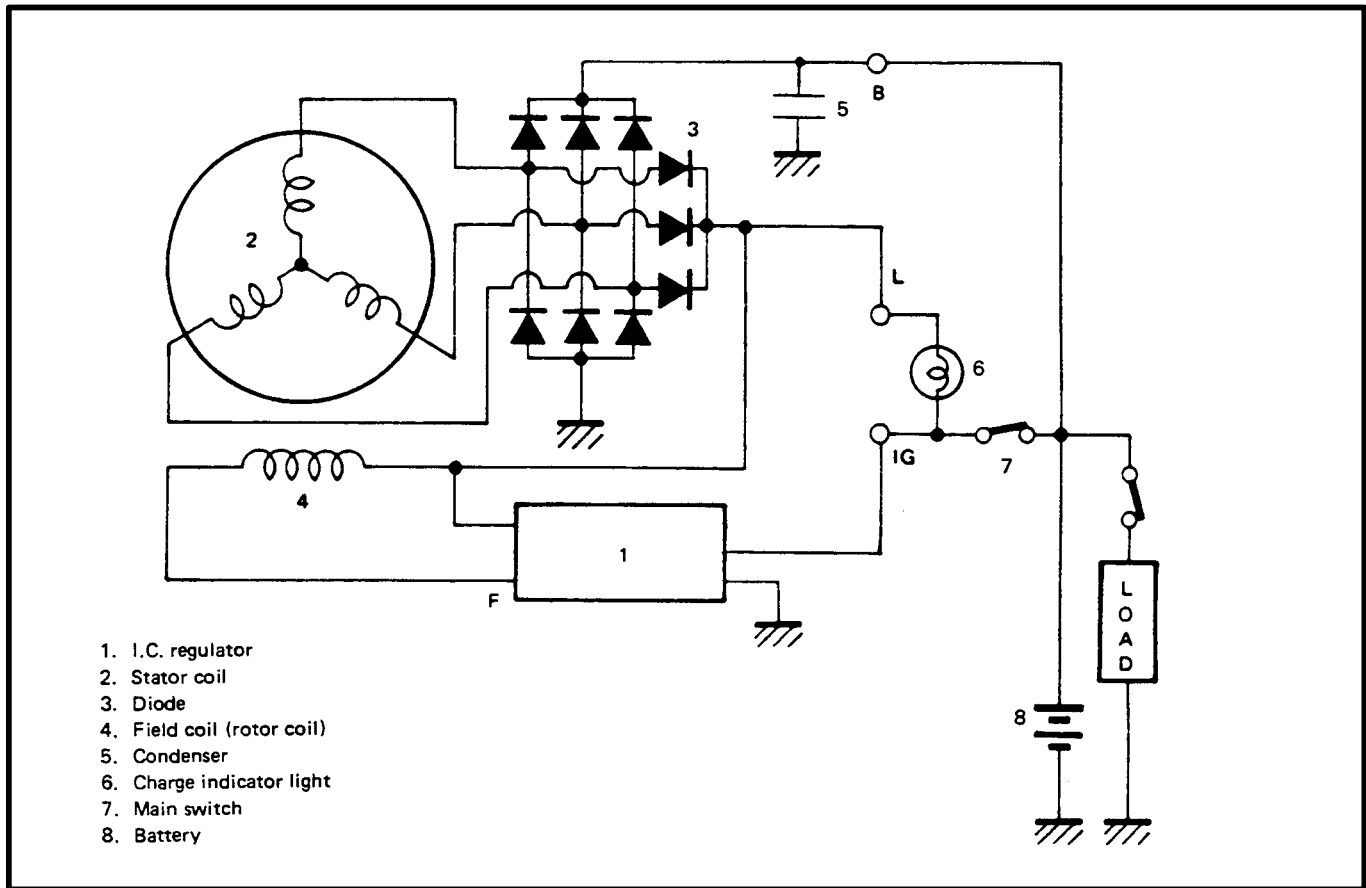 3
B
5
2
L
6
IG
7
4
1
F
LOAD
8
1. I.C. regulator
2. Stator coil
3. Diode
4. Field coil (rotor coil)
5. Condenser
6. Charge indicator light
7. Main switch
8. Battery